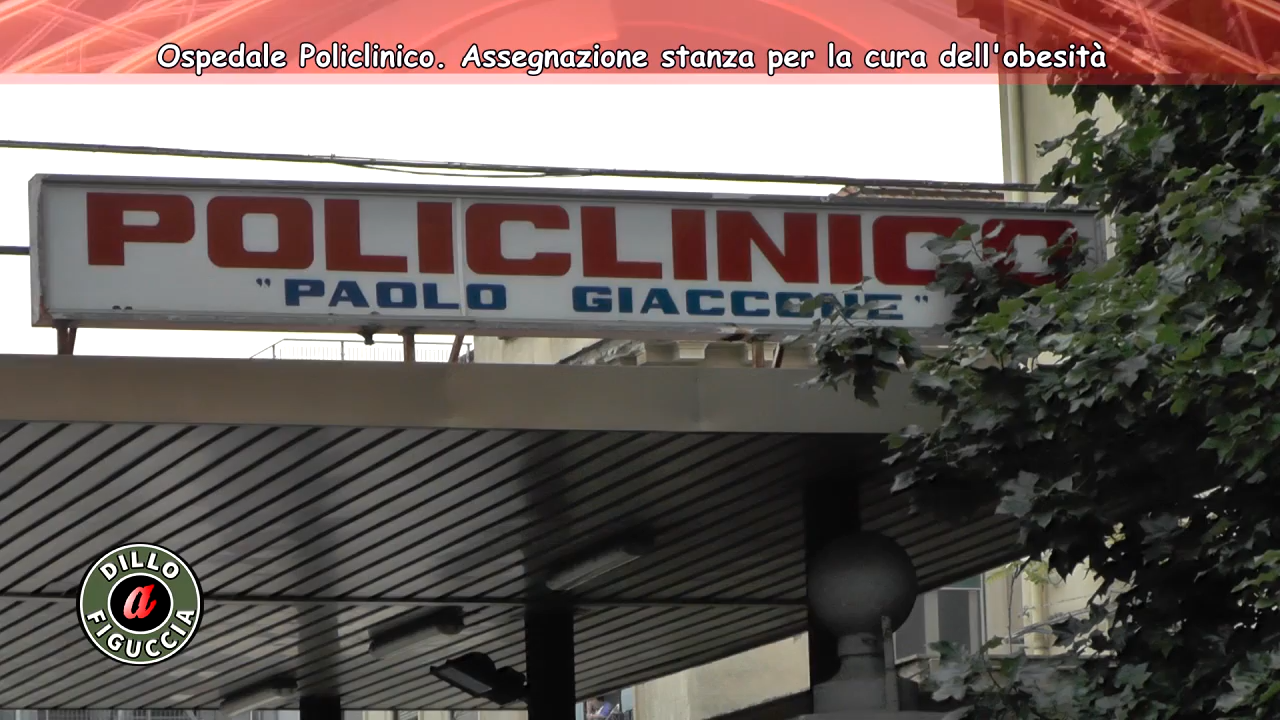 Ospedale Policlinico. Assegnazione stanza per la cura dell'obesità
POLICLINICO
"PAOLO GIACCONE"
DILLO
a
FIGUCCIA